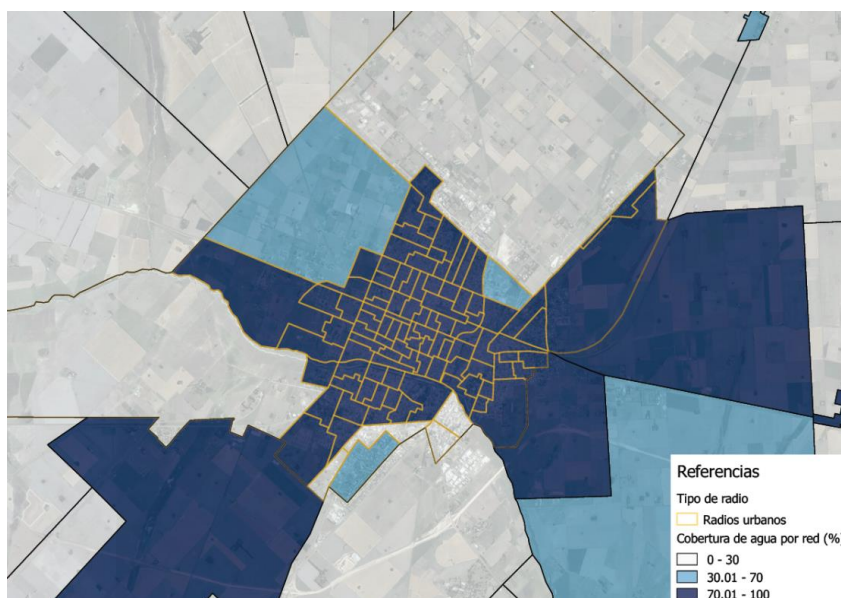 Referencias
Tipo de radio
Radios urbanos
Cobertura de agua por red (%)
0 - 30
30.01 - 70
70.01 - 100